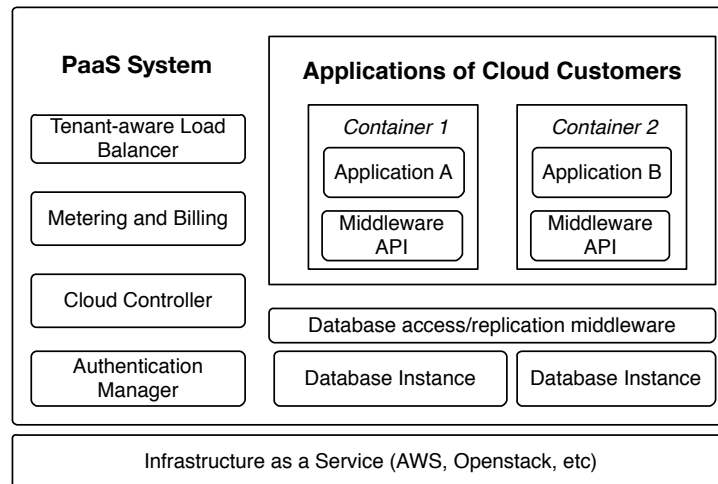 PaaS System
Tenant-aware Load
Balancer
Metering and Billing
Cloud Controller
Authentication
Manager
Applications of Cloud Customers
Container 1
Application A
Middleware
API
Container 2
Application B
Middleware
API
Database access/replication middleware
Database Instance
Database Instance
Infrastructure as a Service (AWS, Openstack, etc)